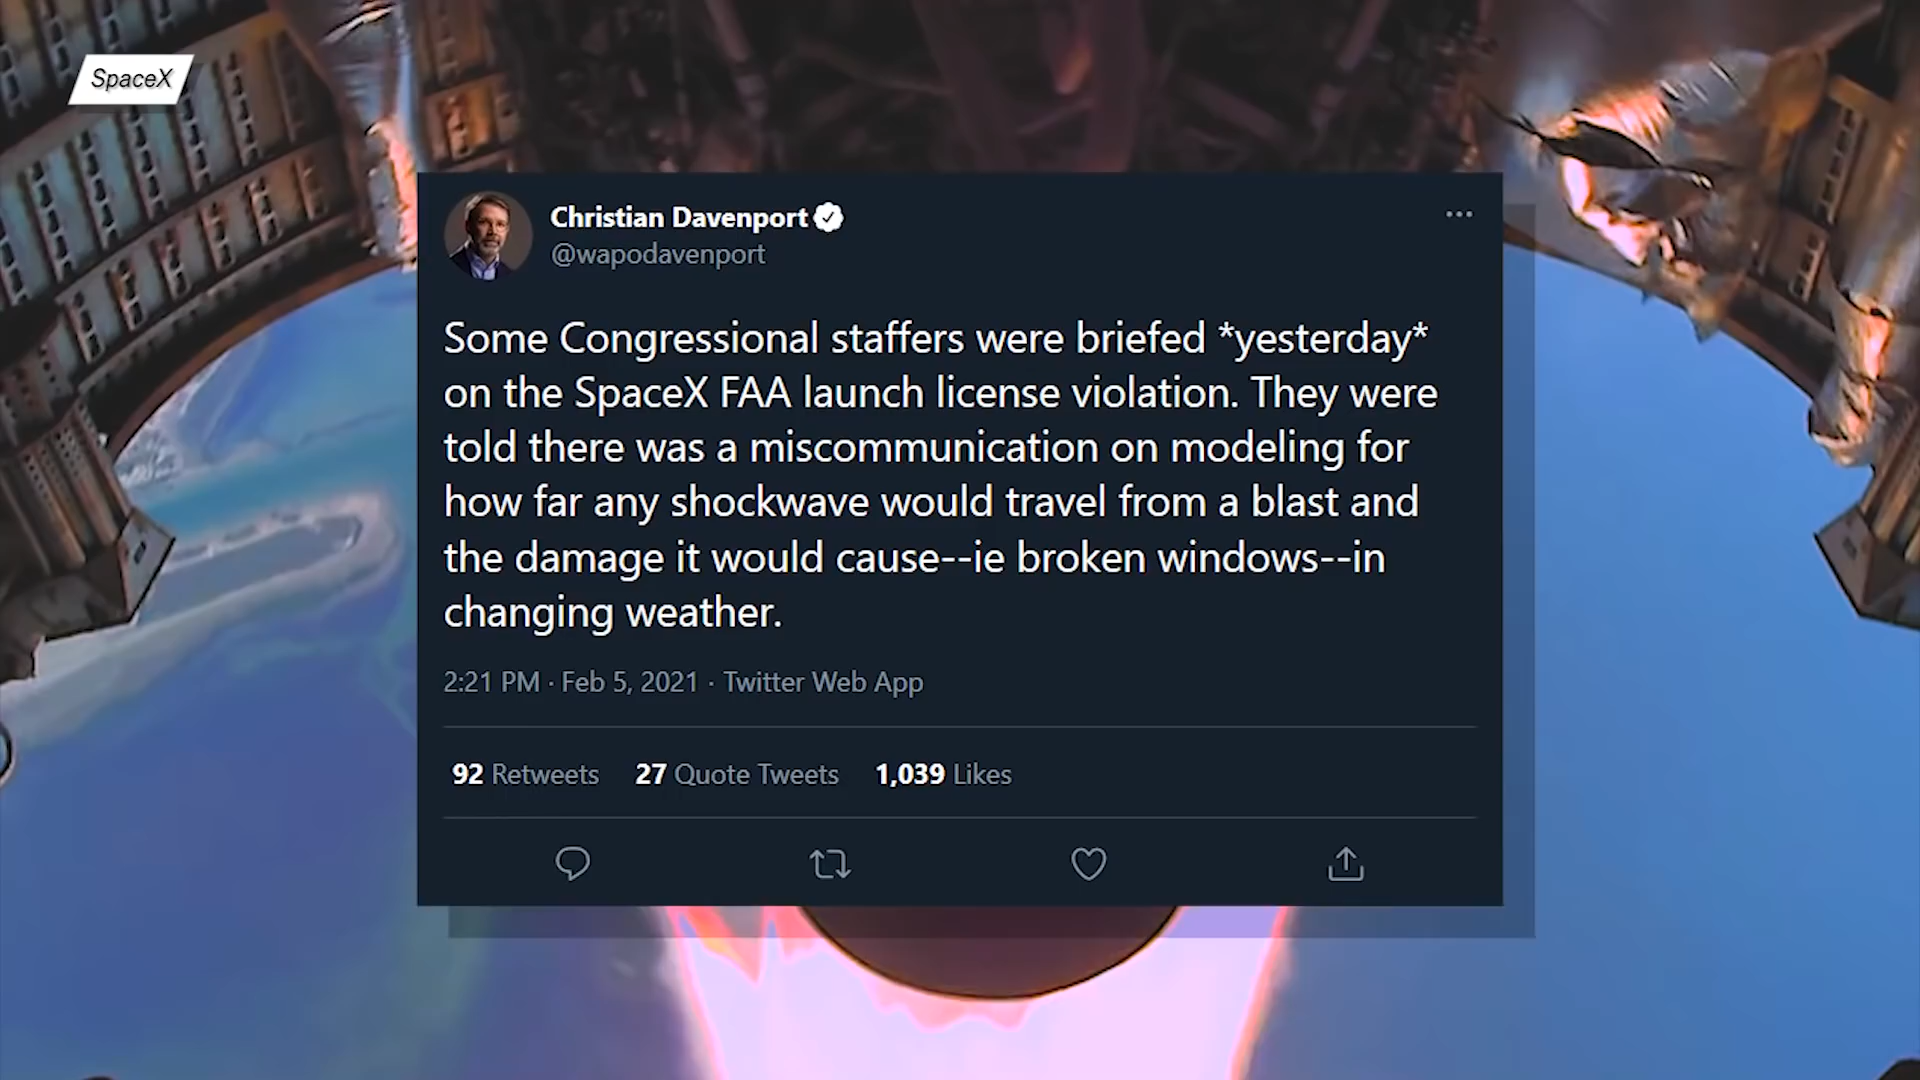 SpaceX
Christian Davenport
@wapodavenport
Some Congressional staffers were briefed *yesterday*
on the SpaceX FAA launch license violation. They were
told there was a miscommunication on modeling for
how far any shockwave would travel from a blast and
the damage it would cause--ie broken windows--in
changing weather.
2:21 PM · Feb 5, 2021 · Twitter Web App
92 Retweets 27 Quote Tweets 1,039 Likes